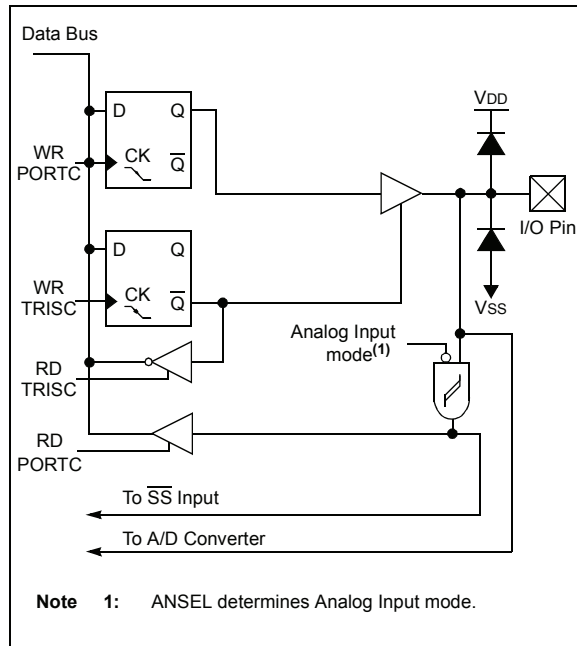 Data Bus
D Q
WR
PORTC
CK Q̅
VDD
I/O Pin
D Q
WR
TRISC
CK Q̅
VSS
Analog Input
mode(1)
RD
TRISC
RD
PORTC
To S̅S̅ Input
To A/D Converter
Note 1: ANSEL determines Analog Input mode.